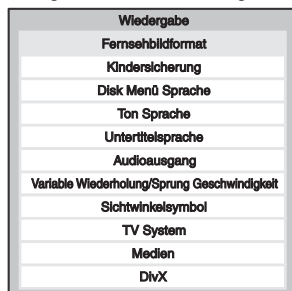 Wiedergabe
Fernsehbildformat
Kindersicherung
Disk Menü Sprache
Ton Sprache
Untertitelsprache
Audioausgang
Variable Wiederholung/Sprung Geschwindigkeit
Sichtwinkelsymbol
TV System
Medien
DivX